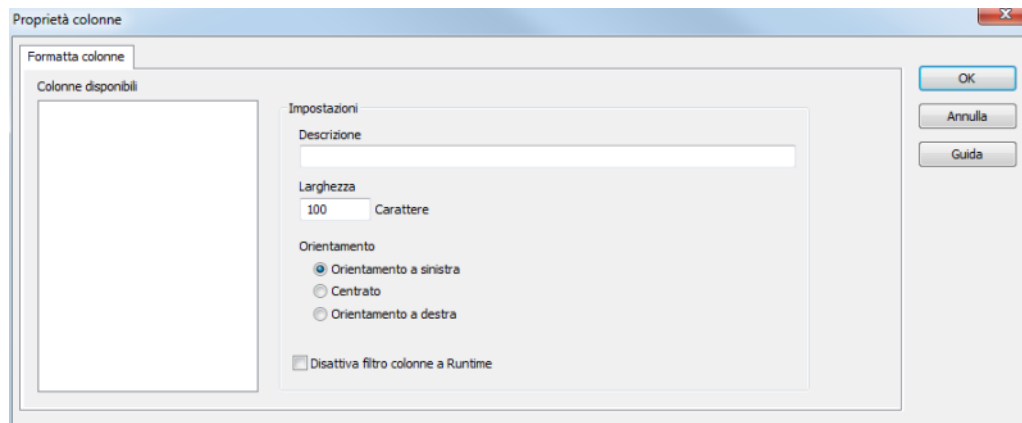 Proprietà colonne
Formatta colonne
Colonne disponibili
Impostazioni
Descrizione
Larghezza
100 Carattere
Orientamento
Orientamento a sinistra
Centrato
Orientamento a destra
Disattiva filtro colonne a Runtime
OK
Annulla
Guida